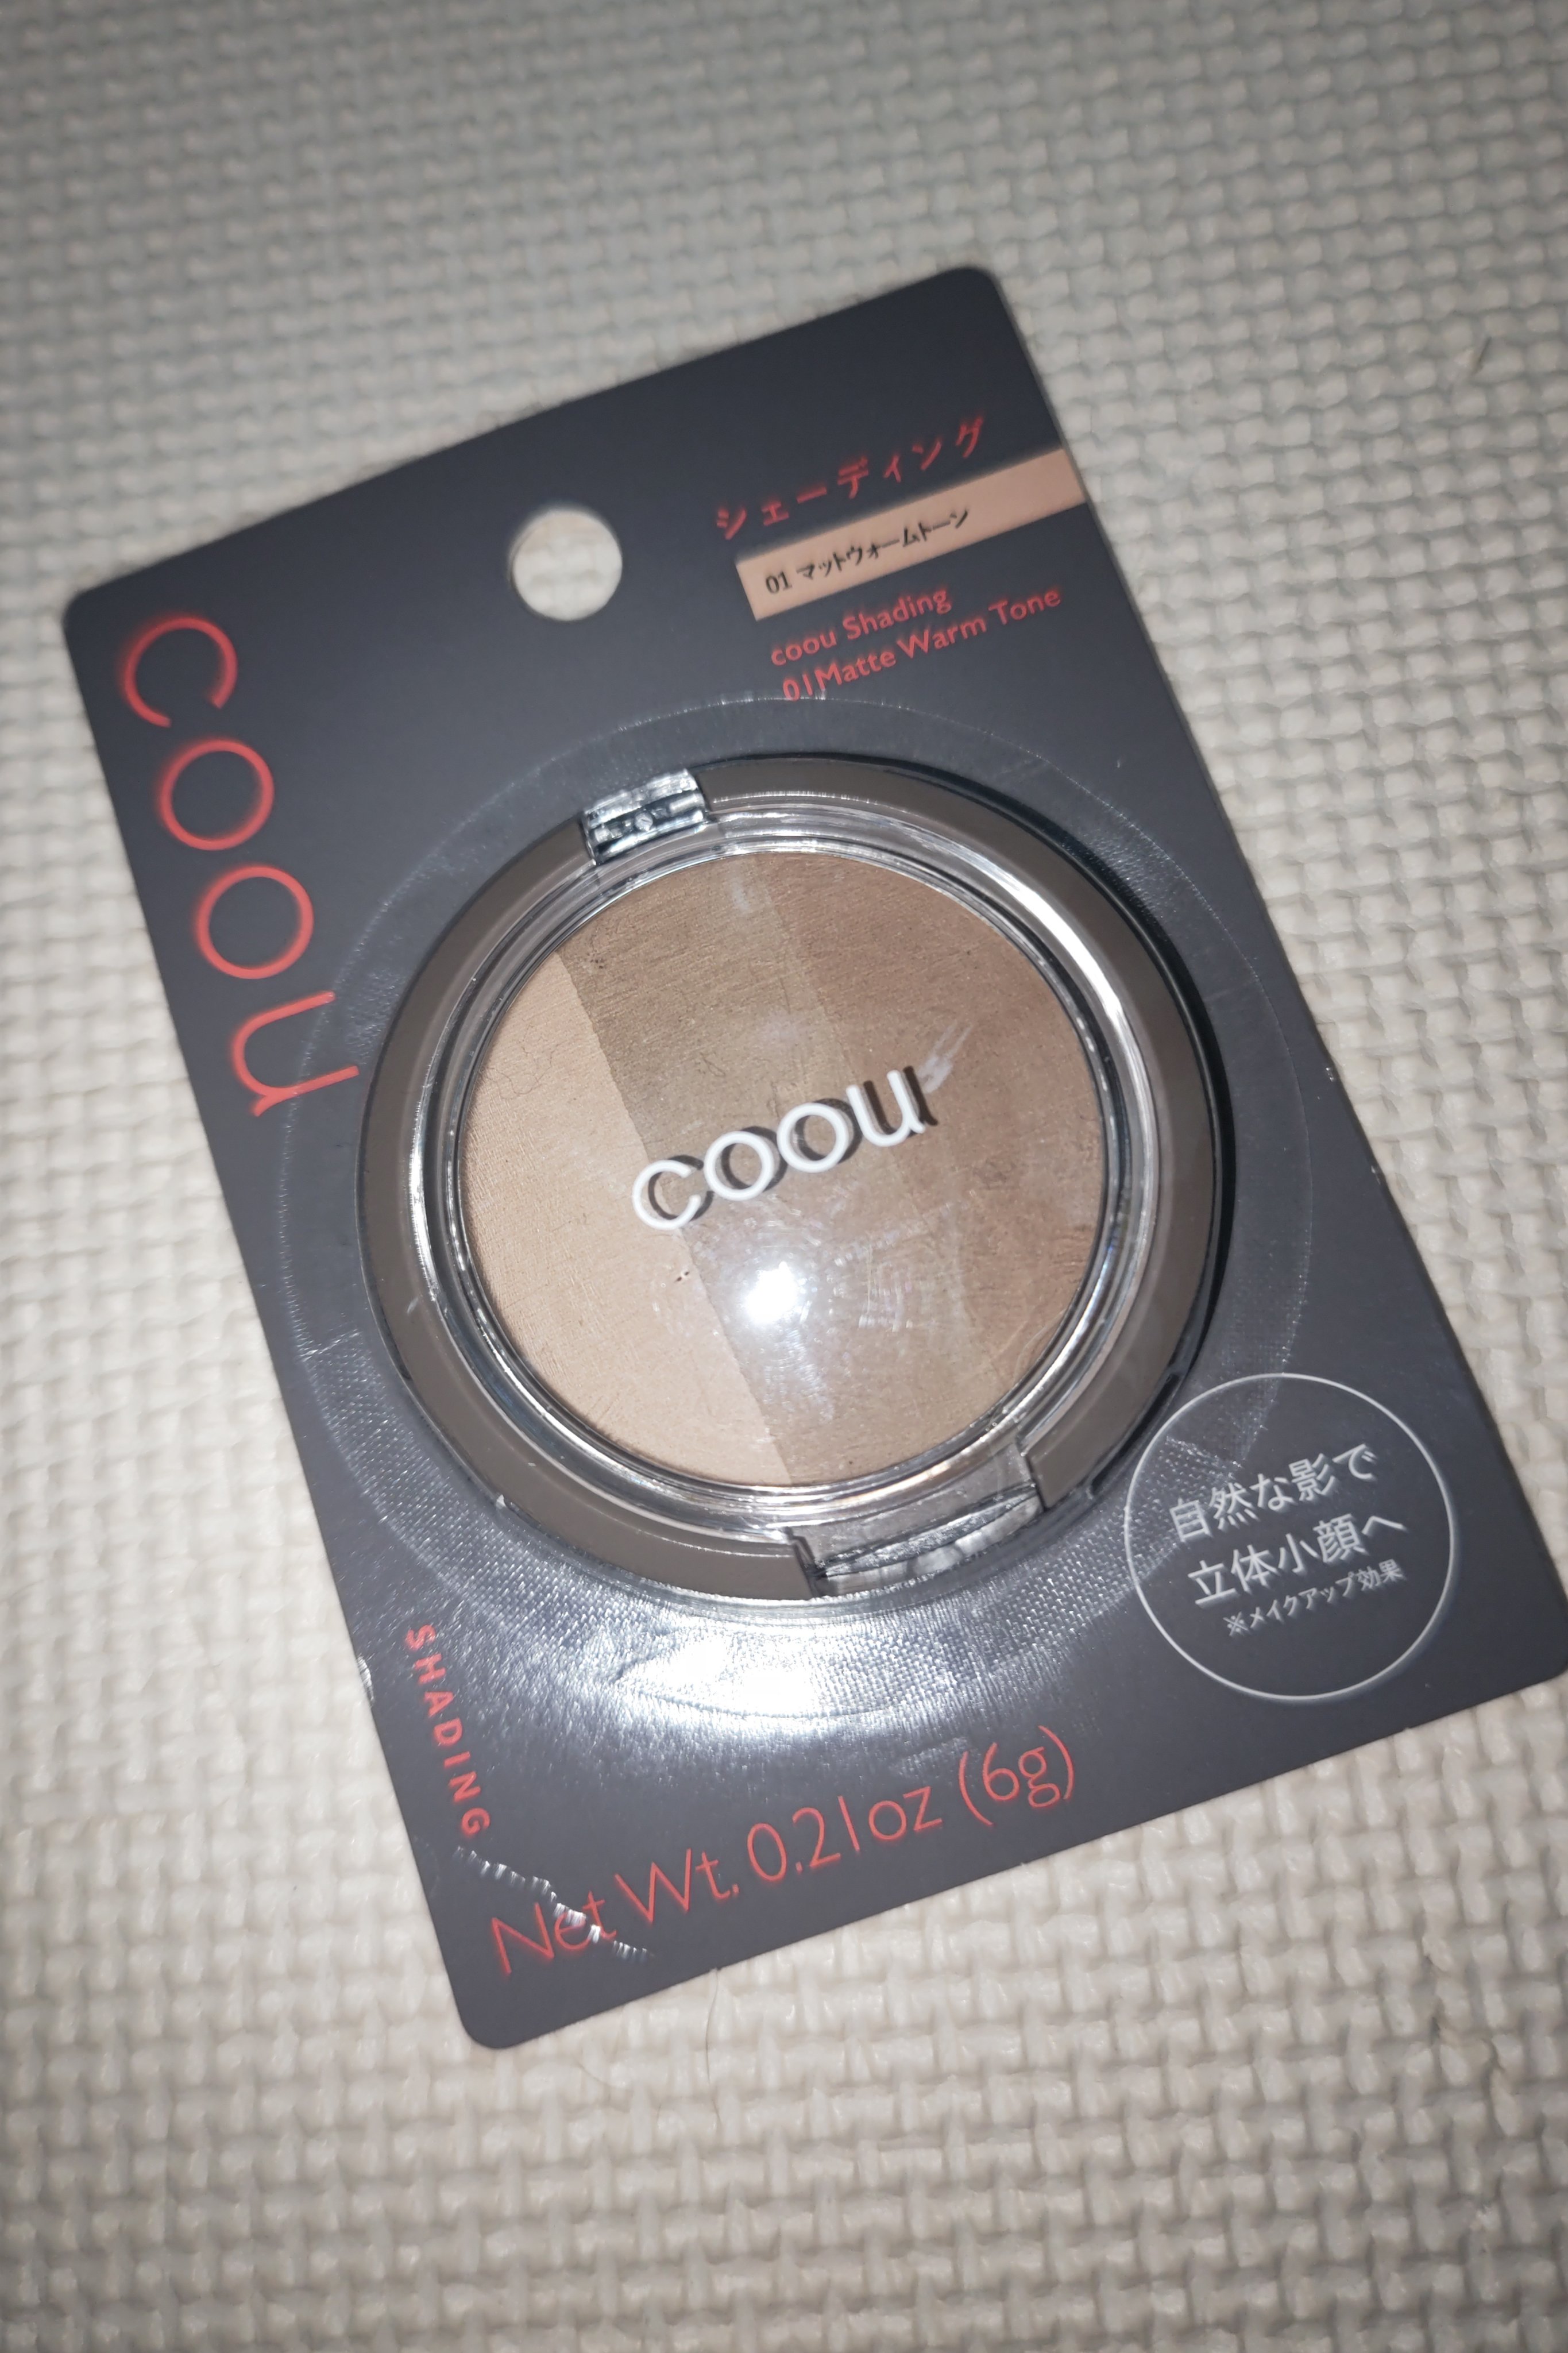 シェーディング
01 マットウォームトーン
coou Shading
01 Matte Warm Tone
coou
coou
自然な影で
立体小顔へ
※メイクアップ効果
SHADING
Net Wt. 0.21oz (6g)